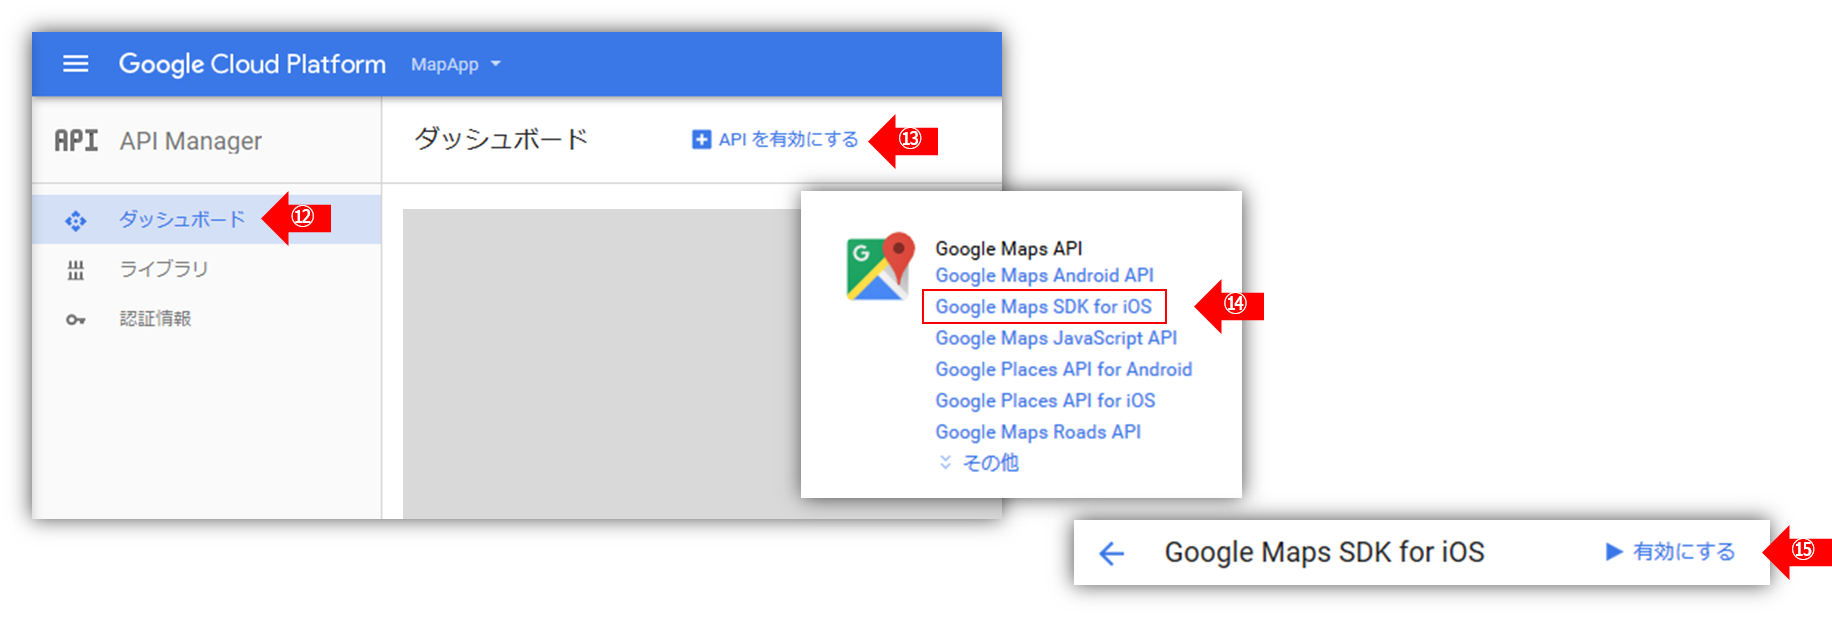 Google Cloud Platform MapApp
API API Manager
ダッシュボード APIを有効にする ⑬
ダッシュボード ⑫
ライブラリ
認証情報
G
Google Maps API
Google Maps Android API
Google Maps SDK for iOS ⑭
Google Maps JavaScript API
Google Places API for Android
Google Places API for iOS
Google Maps Roads API
その他
Google Maps SDK for iOS 有効にする ⑮